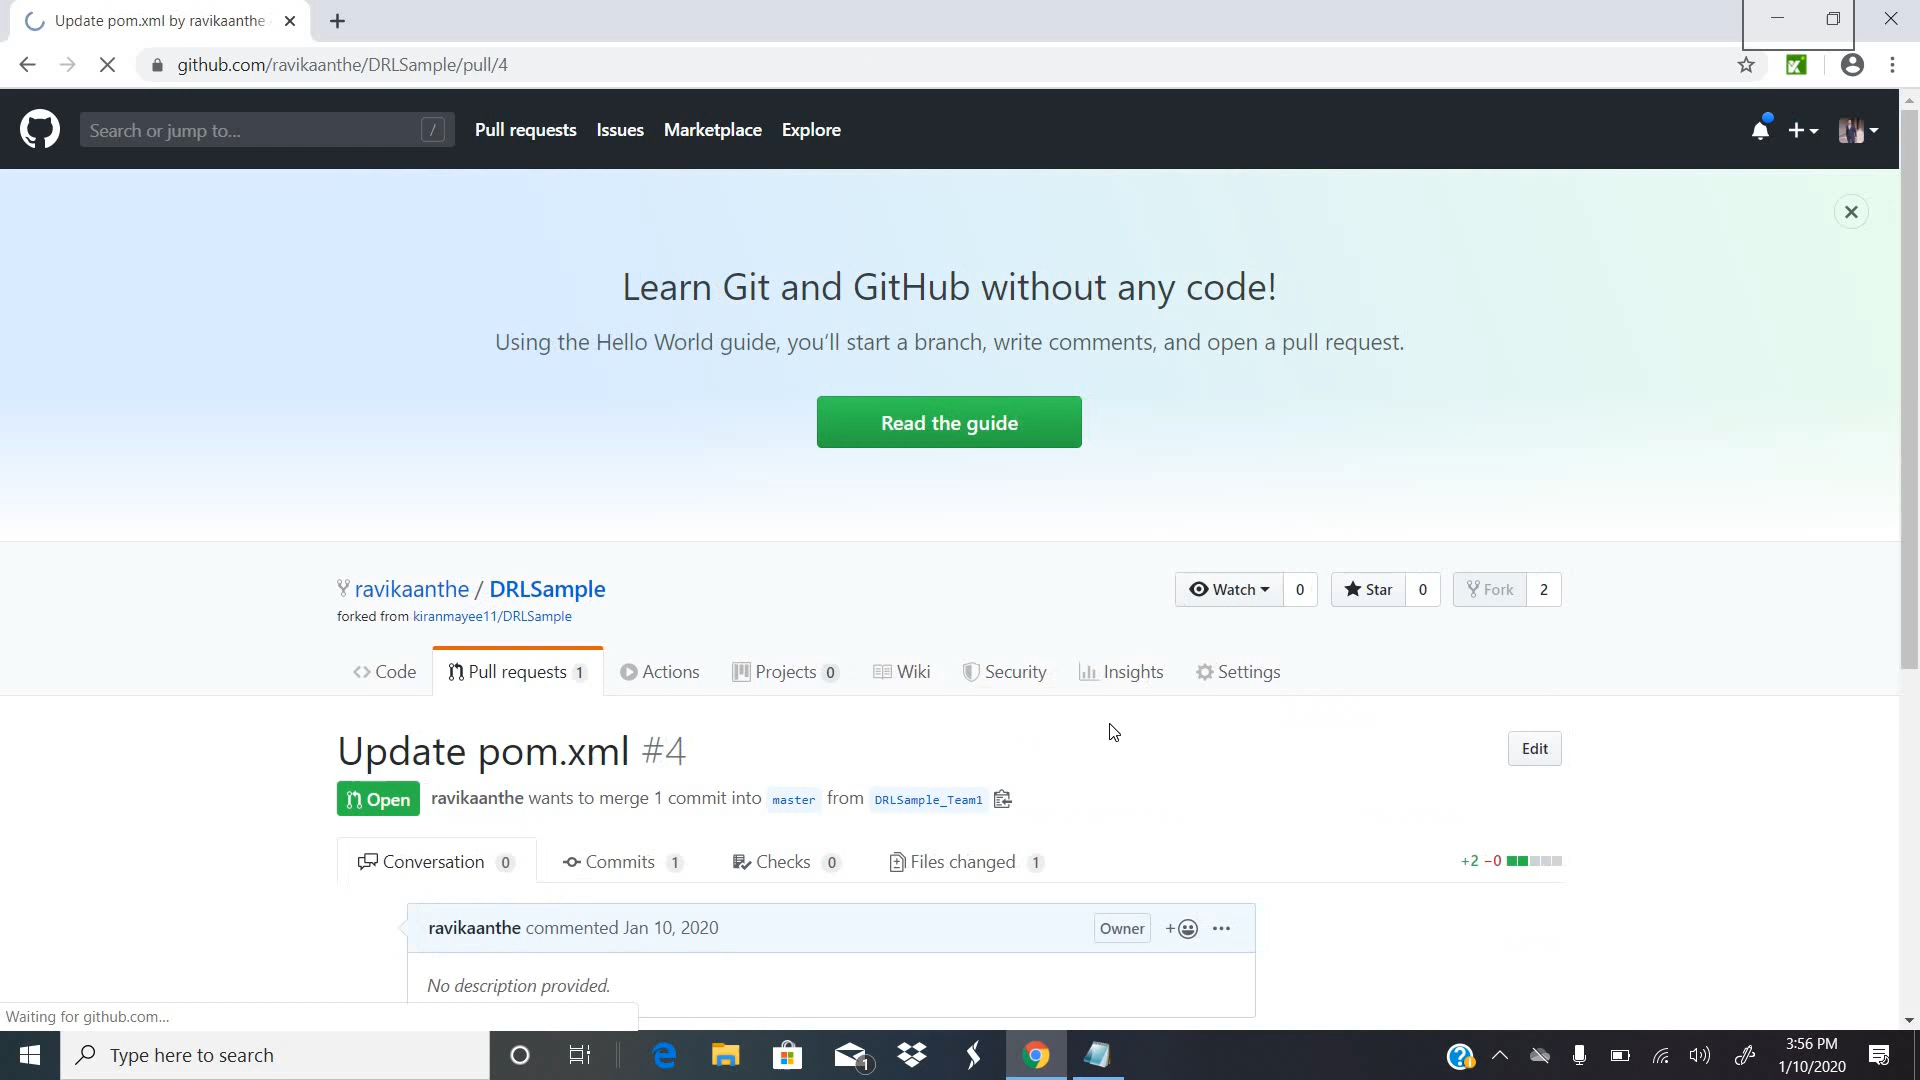 Update pom.xml by ravikaanthe
github.com/ravikaanthe/DRLSample/pull/4
Search or jump to... /
Pull requests Issues Marketplace Explore
Learn Git and GitHub without any code!
Using the Hello World guide, you'll start a branch, write comments, and open a pull request.
Read the guide
ravikaanthe / DRLSample
Watch 0 Star 0 Fork 2
forked from kiranmayee11/DRLSample
Code Pull requests 1 Actions Projects 0 Wiki Security Insights Settings
Update pom.xml #4
Edit
Open ravikaanthe wants to merge 1 commit into master from DRLSample_Team1
Conversation 0 Commits 1 Checks 0 Files changed 1 +2 −0
ravikaanthe commented Jan 10, 2020 Owner
No description provided.
Waiting for github.com...
Type here to search
1
3:56 PM
1/10/2020